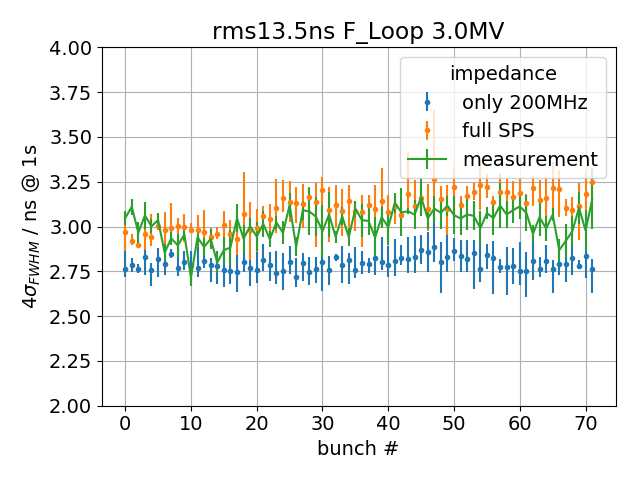 rms13.5ns F_Loop 3.0MV
4σFWHM / ns @ 1s
4.00
3.75
3.50
3.25
3.00
2.75
2.50
2.25
2.00
impedance
only 200MHz
full SPS
measurement
0 10 20 30 40 50 60 70
bunch #